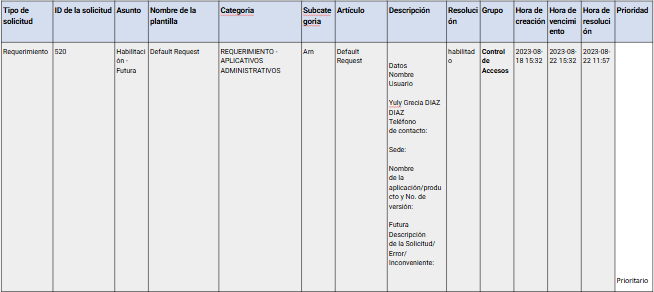 Tipo de solicitud
ID de la solicitud
Asunto
Nombre de la plantilla
Categoria
Subcate
goria
Artículo
Descripción
Resoluci
ón
Grupo
Hora de creación
Hora de vencimi
ento
Hora de resoluci
ón
Prioridad
Requerimiento
520
Habilitaci
ón -
Futura
Default Request
REQUERIMIENTO -
APLICATIVOS
ADMINISTRATIVOS
Am
Default
Request
Datos
Nombre
Usuario
Yuly Grecia DIAZ
DIAZ
Teléfono
de contacto:
Sede:
Nombre
de la
aplicación/produ
cto y No. de
versión:
Futura
Descripción
de la Solicitud/
Error/
Inconveniente:
habilitad
o
Control
de
Accesos
2023-08-
18 15:32
2023-08-
22 15:32
2023-08-
22 11:57
Prioritario